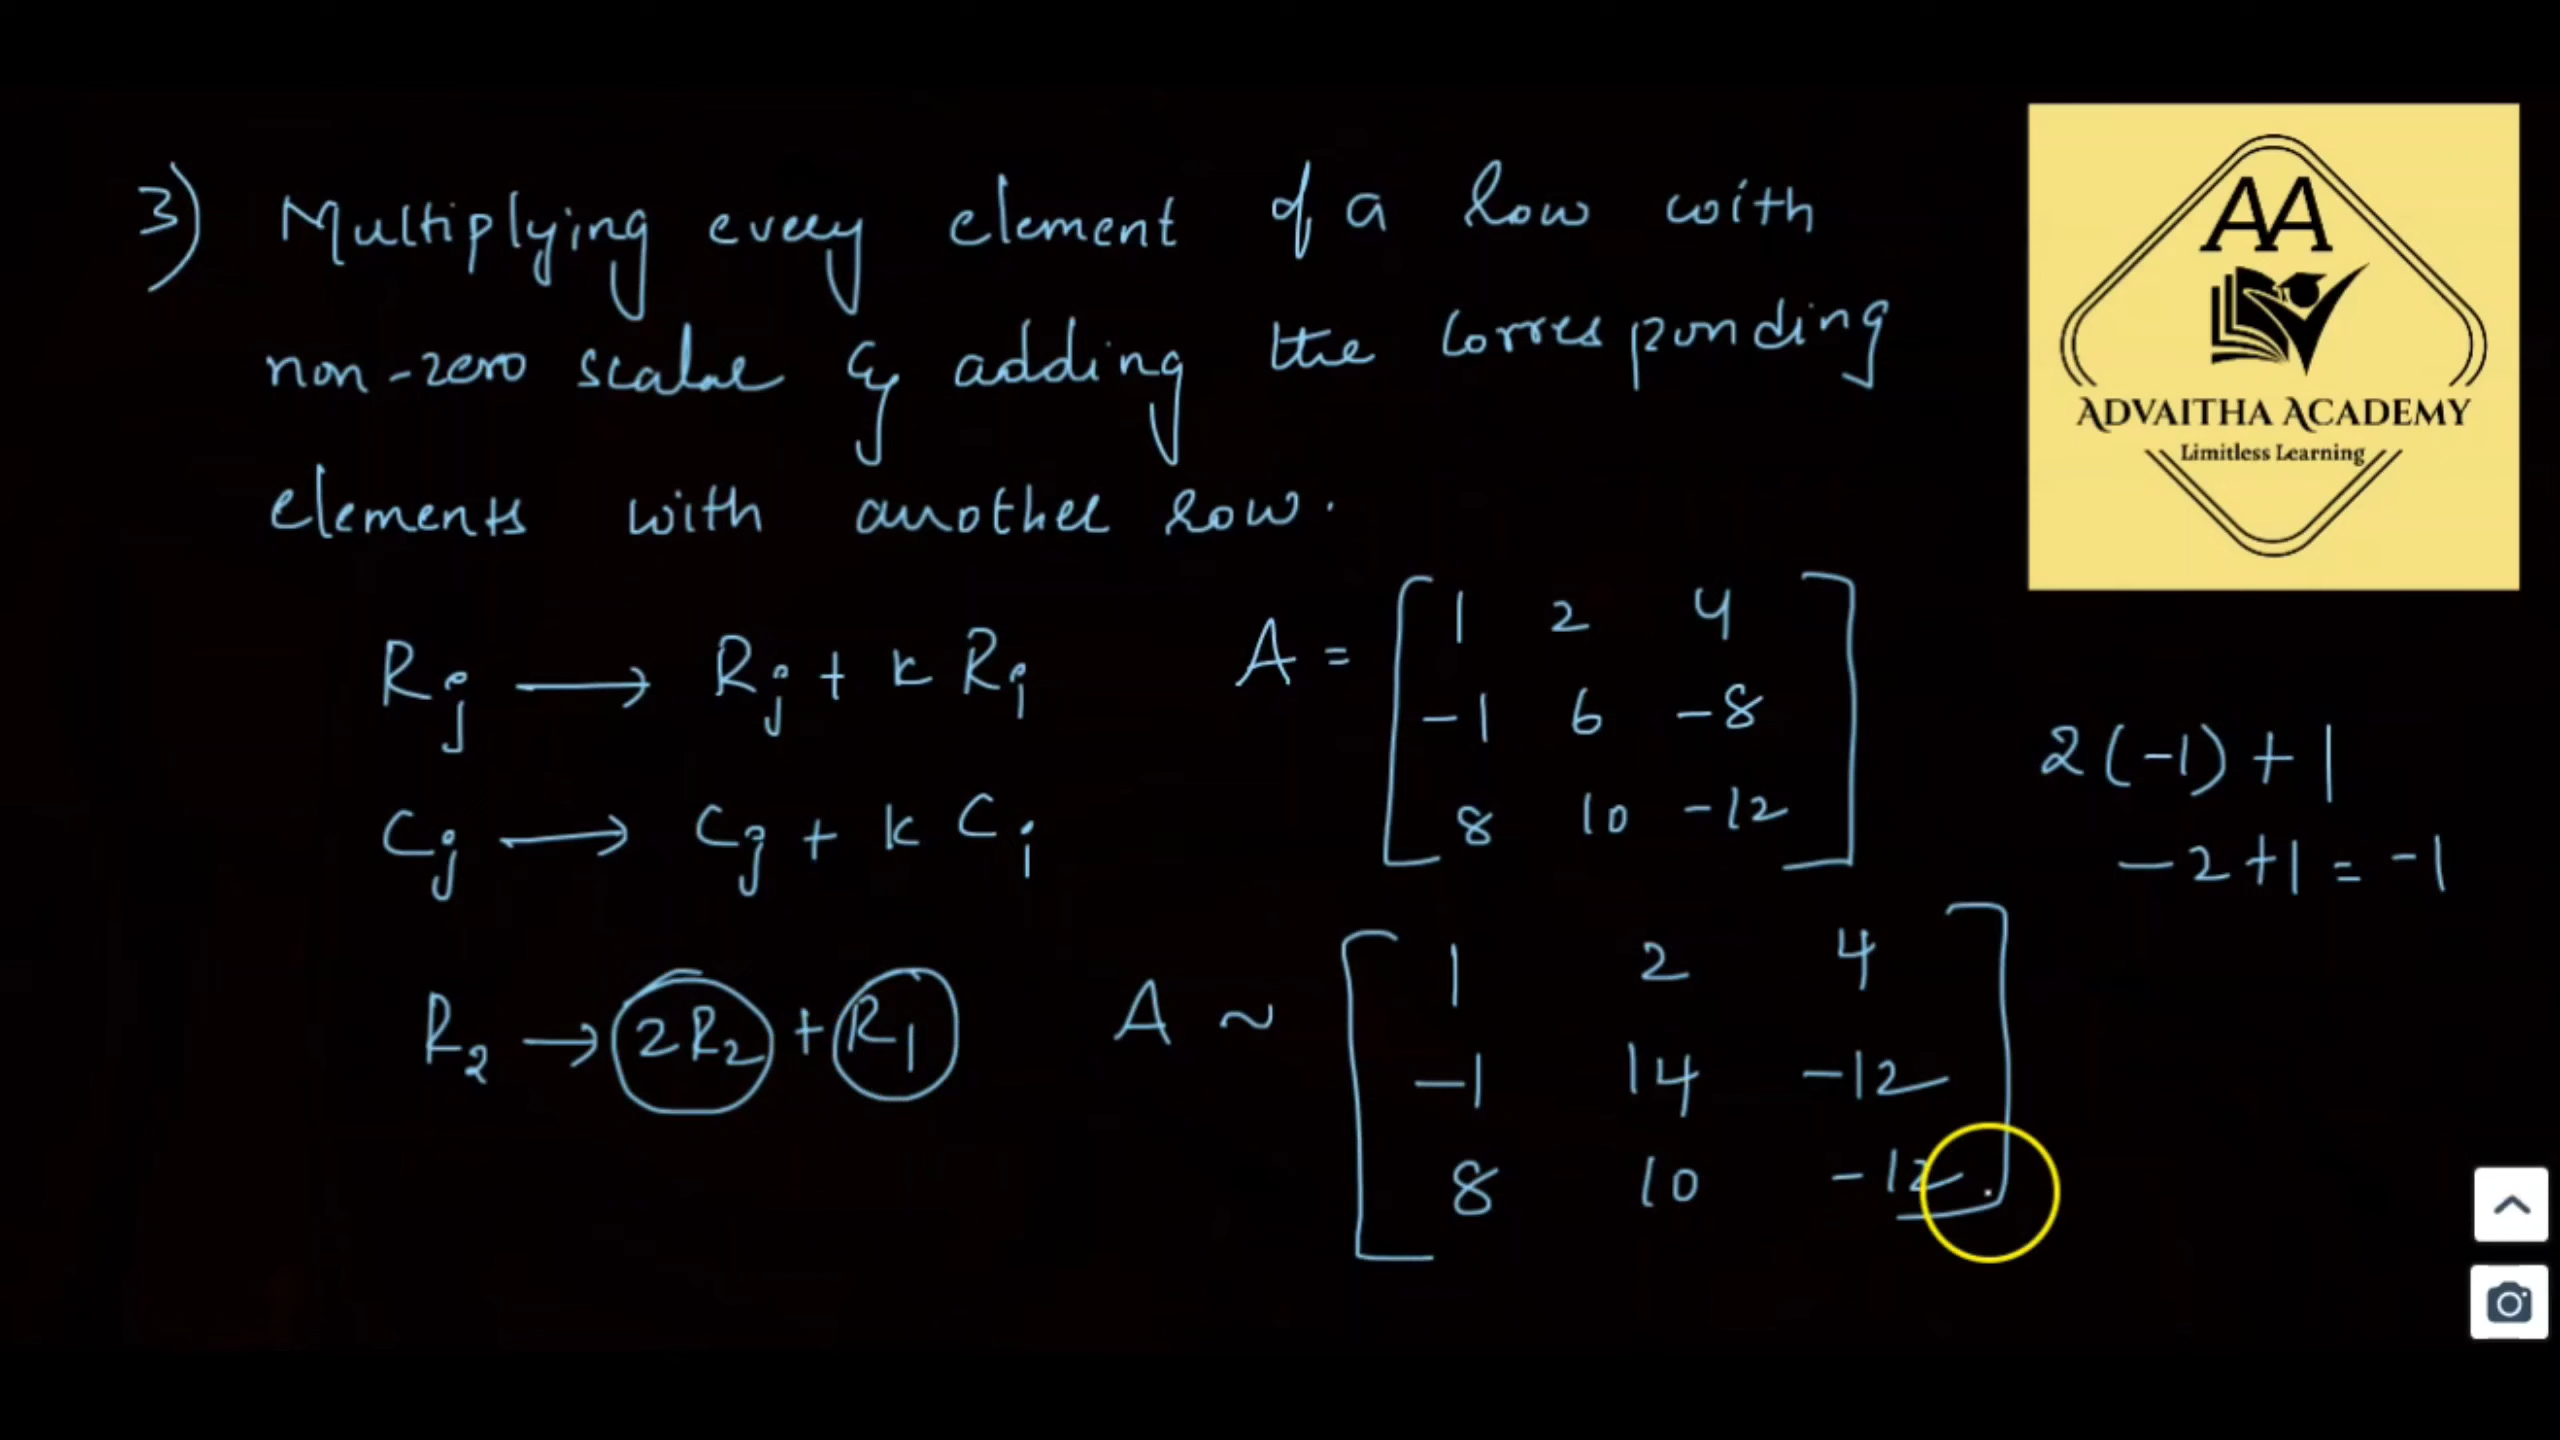 3) Multiplying every element of a row with
non-zero scalar & adding the corresponding
elements with another row.
Rj → Rj + k Ri
Cj → Cj + k Ci
R2 → 2R2 + R1
A = [ 1 2 4
-1 6 -8
8 10 -12 ]
2(-1) + 1
-2+1 = -1
A ~ [ 1 2 4
-1 14 -12
8 10 -12 ]
AA
ADVAITHA ACADEMY
Limitless Learning